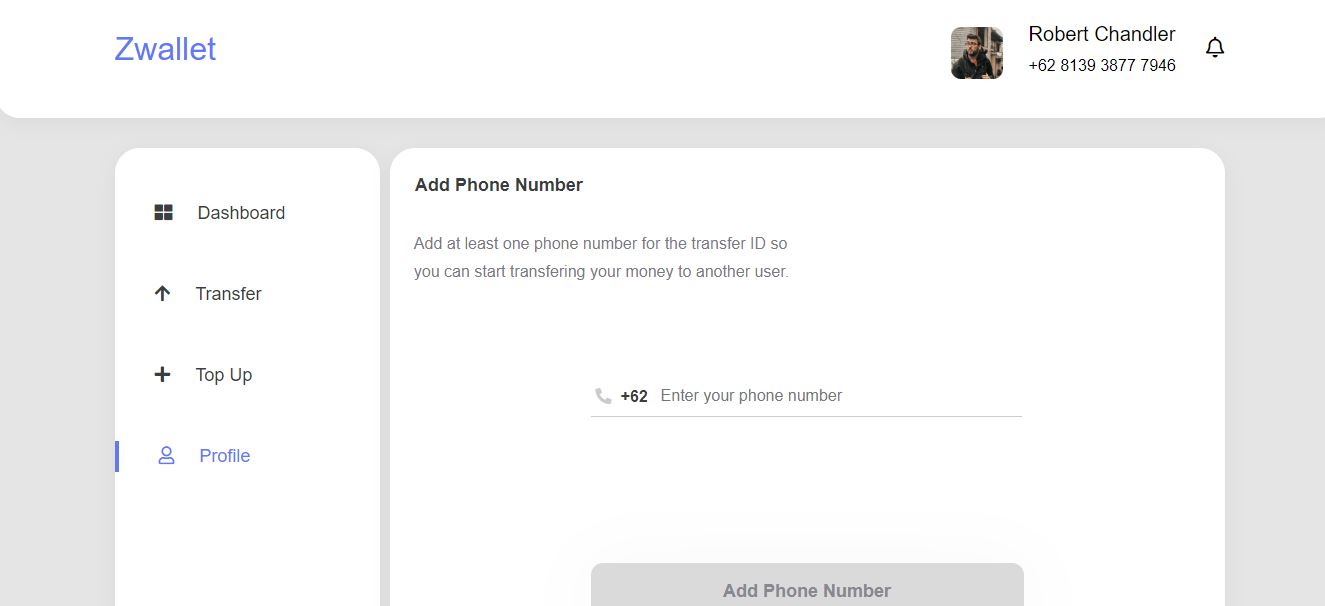 Zwallet
Robert Chandler
+62 8139 3877 7946
Dashboard
Transfer
Top Up
Profile
Add Phone Number
Add at least one phone number for the transfer ID so
you can start transfering your money to another user.
+62 Enter your phone number
Add Phone Number